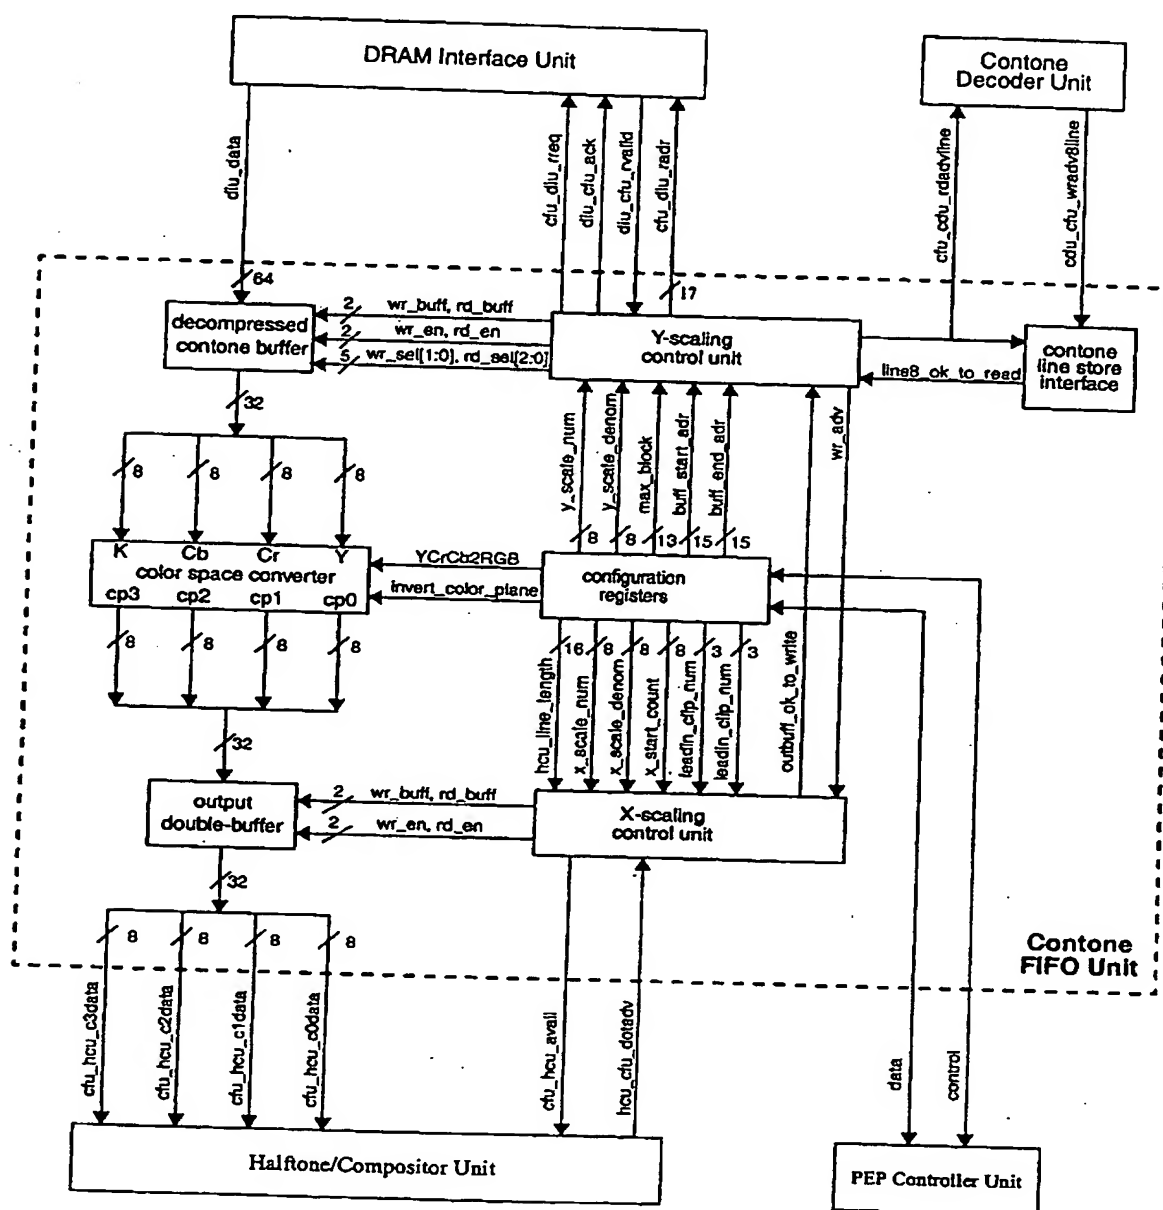 DRAM Interface Unit
Contone
Decoder Unit
diu_data
cfu_diu_rreq
diu_cfu_ack
diu_cfu_rvalid
cfu_diu_radr
cfu_cdu_rdadvline
cdu_cfu_wradv8line
64
17
decompressed
contone buffer
2
wr_buff, rd_buff
2
wr_en, rd_en
5
wr_sel[1:0], rd_sel[2:0]
Y-scaling
control unit
line8_ok_to_read
contone
line store
interface
32
8
8
8
8
y_scale_num
y_scale_denom
max_block
buff_start_adr
buff_end_adr
wr_adv
8
8
13
15
15
K
Cb
Cr
Y
color space converter
cp3
cp2
cp1
cp0
YCrCb2RGB
invert_color_plane
configuration
registers
8
8
8
8
16
8
8
8
3
3
hcu_line_length
x_scale_num
x_scale_denom
x_start_count
leadin_clip_num
leadin_clip_num
outbuff_ok_to_write
32
output
double-buffer
2
wr_buff, rd_buff
2
wr_en, rd_en
X-scaling
control unit
32
8
8
8
8
Contone
FIFO Unit
cfu_hcu_c3data
cfu_hcu_c2data
cfu_hcu_c1data
cfu_hcu_c0data
cfu_hcu_avail
hcu_cfu_dotadv
data
control
Halftone/Compositor Unit
PEP Controller Unit